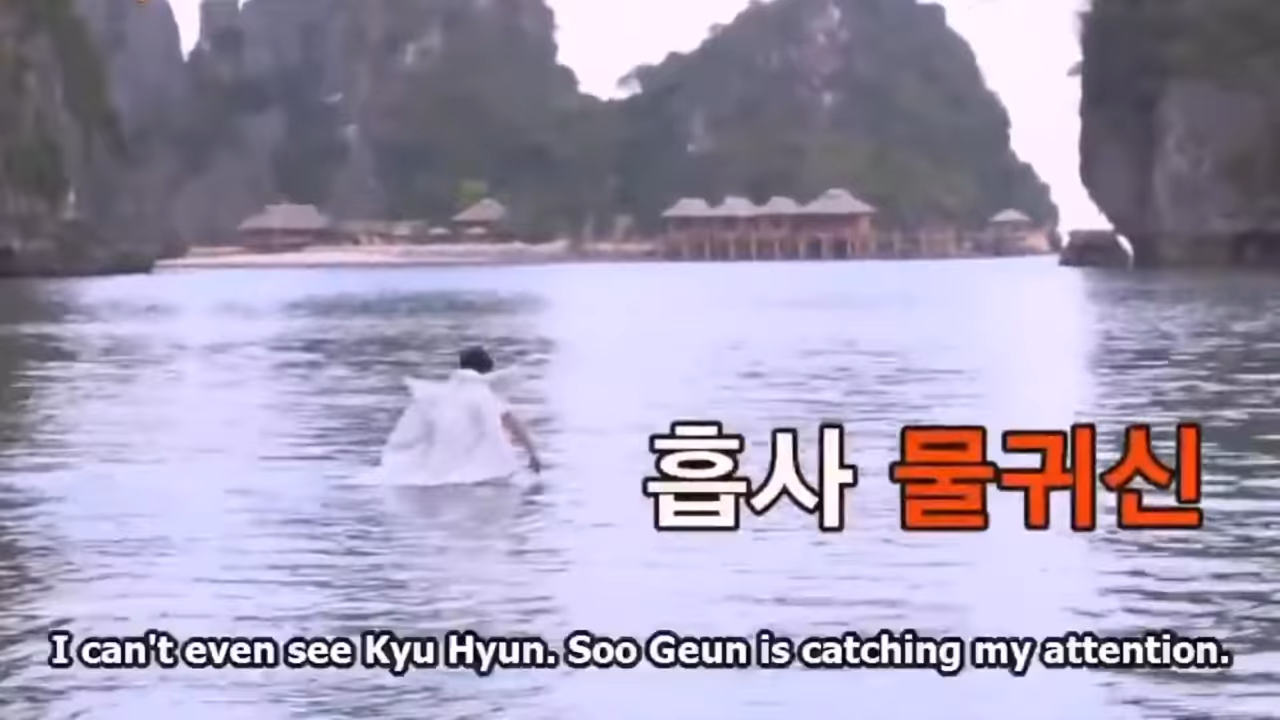 흡사 물귀신
I can't even see Kyu Hyun. Soo Geun is catching my attention.